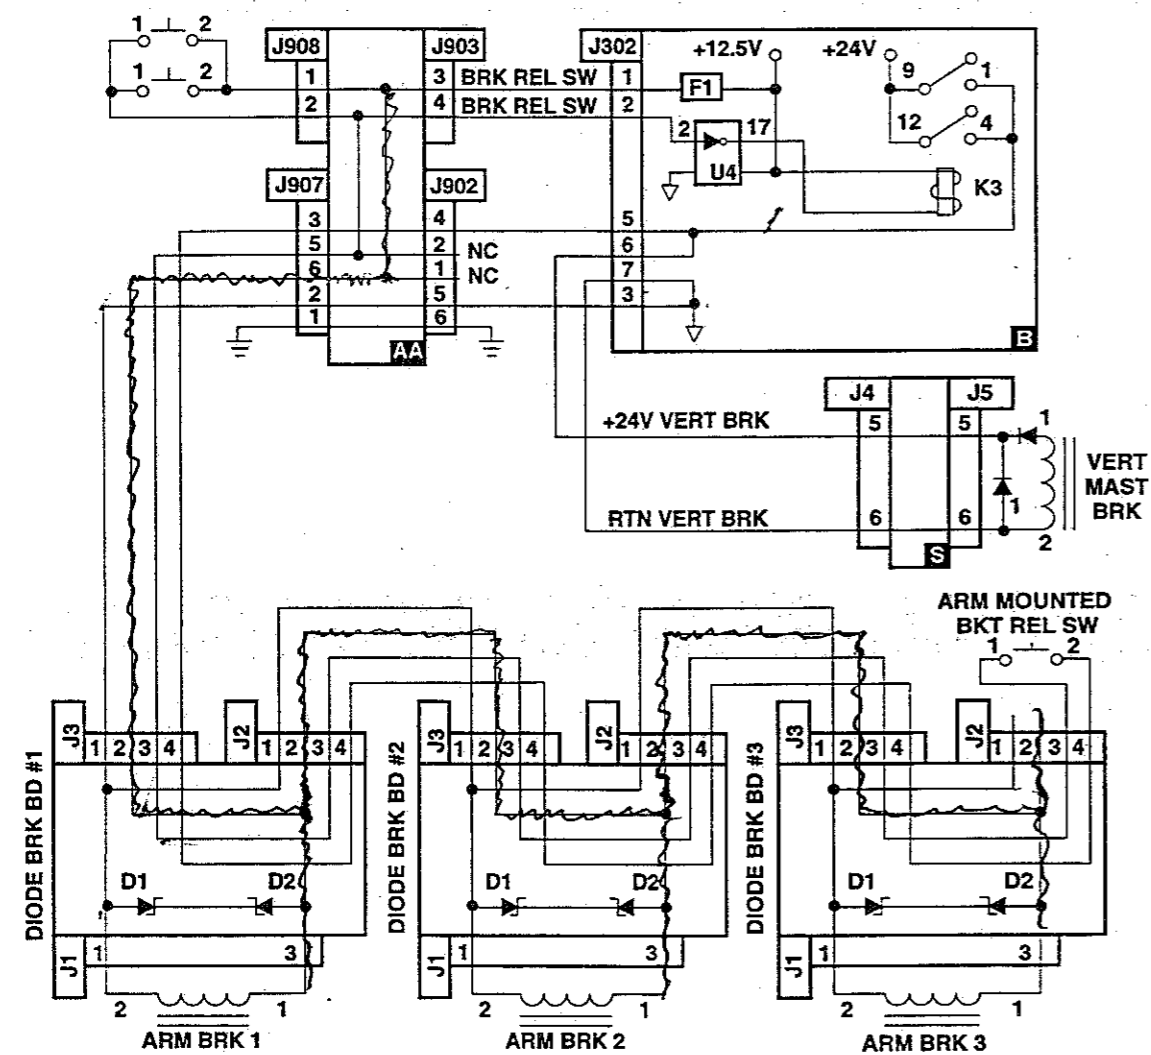 1 2
1 2
J908 J903
1 3 BRK REL SW
2 4 BRK REL SW
J907 J902
3 4
5 2 NC
6 1 NC
2 5
1 6
AA
J302 +12.5V +24V
1 F1 9 1
2 2 17 12 4
U4 K3
5
6
7
3
B
J4 J5
+24V VERT BRK 5 5 1
VERT
MAST
BRK
1
RTN VERT BRK 6 6 2
S
ARM MOUNTED
BKT REL SW
1 2
J3 1 2 3 4 J2 1 2 3 4
DIODE BRK BD #1
D1 D2
J1 1 3
2 1
ARM BRK 1
J3 1 2 3 4 J2 1 2 3 4
DIODE BRK BD #2
D1 D2
J1 1 3
2 1
ARM BRK 2
J3 1 2 3 4 J2 1 2 3 4
DIODE BRK BD #3
D1 D2
J1 1 3
2 1
ARM BRK 3